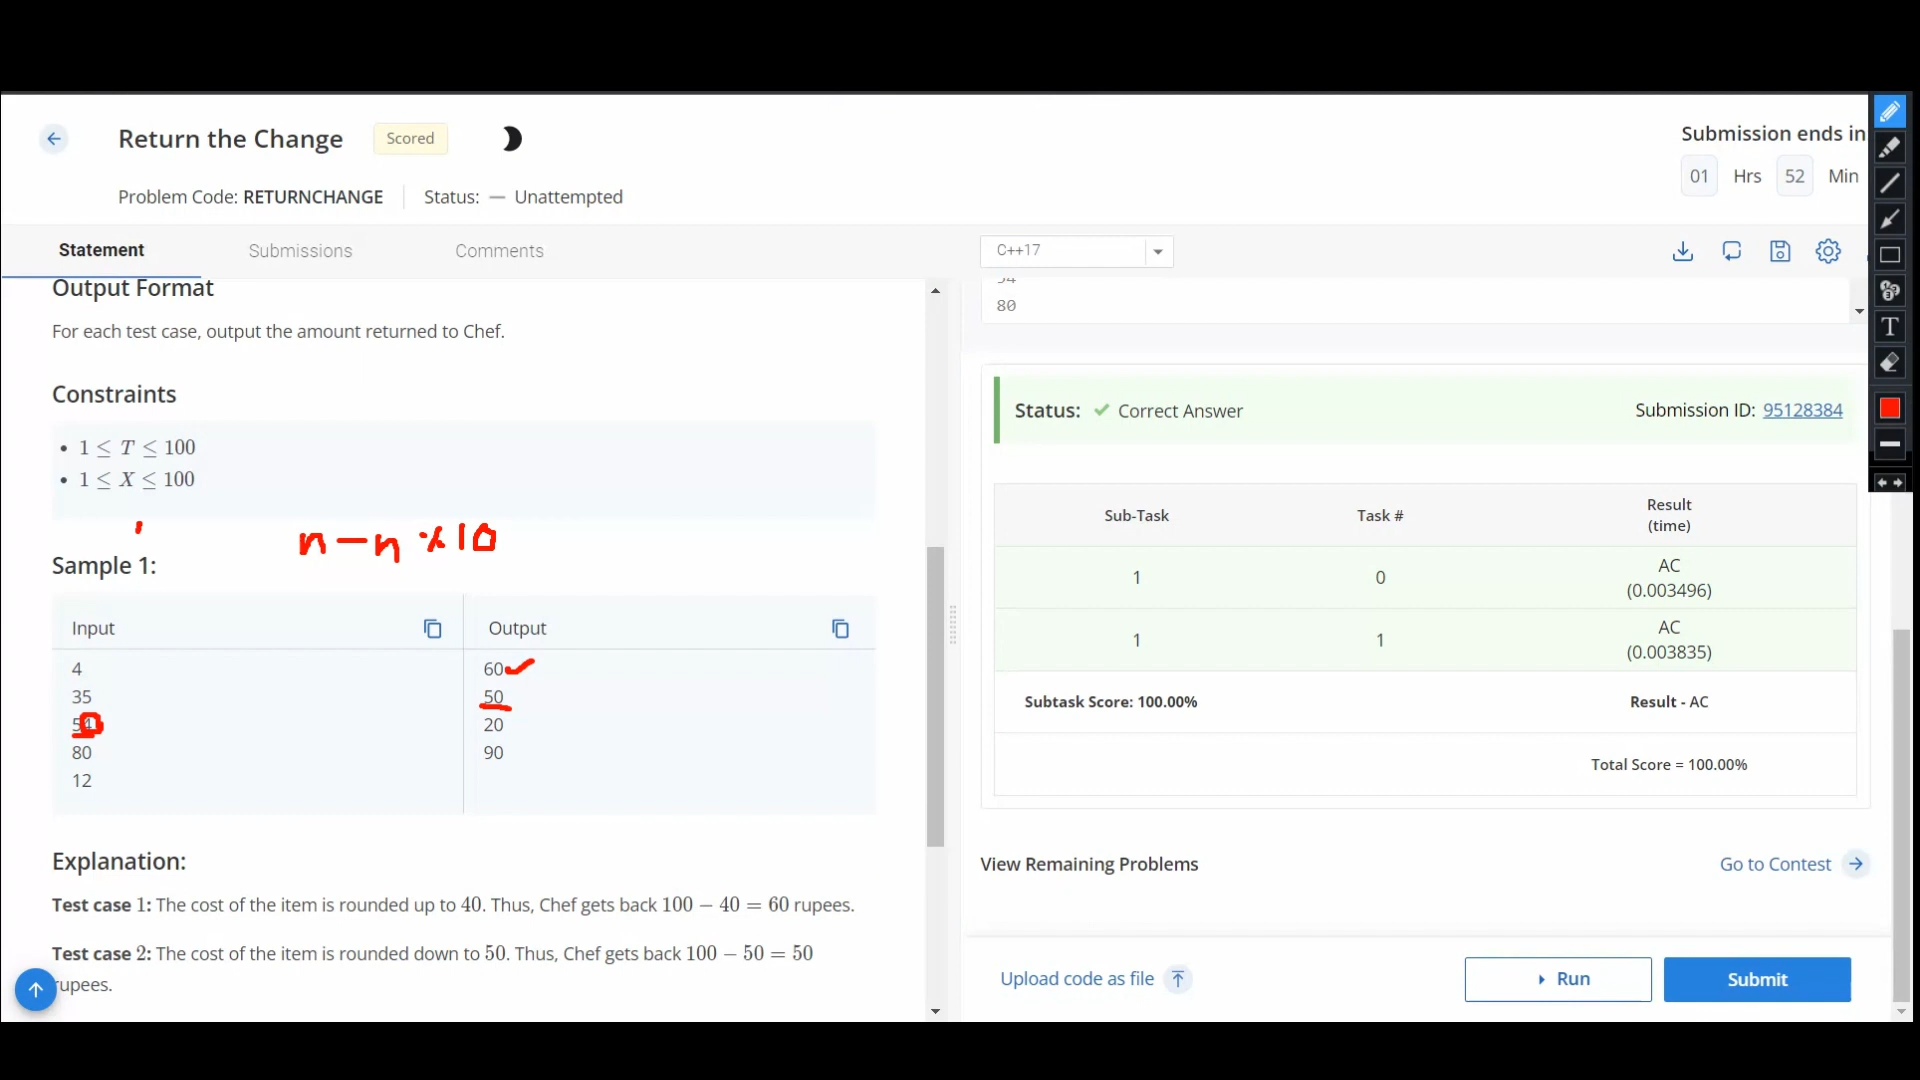 Return the Change Scored
Submission ends in
01 Hrs 52 Min
Problem Code: RETURNCHANGE Status: — Unattempted
Statement Submissions Comments
C++17
Output Format
For each test case, output the amount returned to Chef.
Constraints
• 1 ≤ T ≤ 100
• 1 ≤ X ≤ 100
n - n % 10
Sample 1:
Input Output
4 60
35 50
54 20
80 90
12
Explanation:
Test case 1: The cost of the item is rounded up to 40. Thus, Chef gets back 100 − 40 = 60 rupees.
Test case 2: The cost of the item is rounded down to 50. Thus, Chef gets back 100 − 50 = 50
rupees.
80
Status: ✓ Correct Answer Submission ID: 95128384
Sub-Task Task # Result
(time)
1 0 AC
(0.003496)
1 1 AC
(0.003835)
Subtask Score: 100.00% Result - AC
Total Score = 100.00%
View Remaining Problems Go to Contest
Upload code as file Run Submit